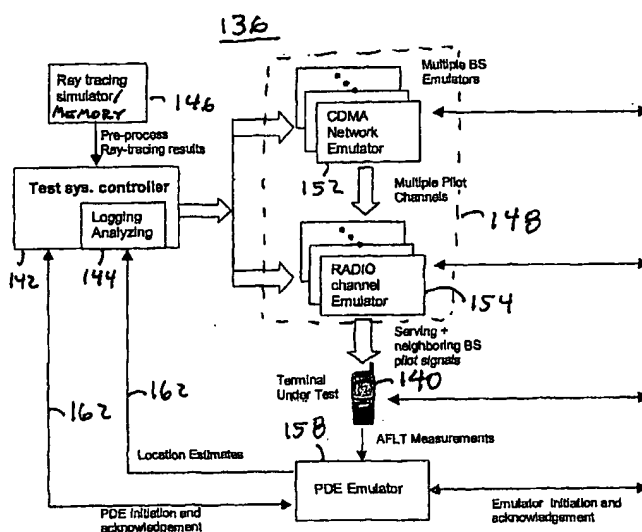 136
Ray tracing
simulator/
MEMORY
146
Pre-process
Ray-tracing results
Test sys. controller
Logging
Analyzing
142
144
Multiple BS
Emulators
CDMA
Network
Emulator
152
Multiple Pilot
Channels
148
RADIO
channel
Emulator
154
Serving +
neighboring BS
pilot signals
Terminal
Under Test
140
162
162
158
AFLT Measurements
Location Estimates
PDE Emulator
PDE Initiation and
acknowledgement
Emulator Initiation and
acknowledgement